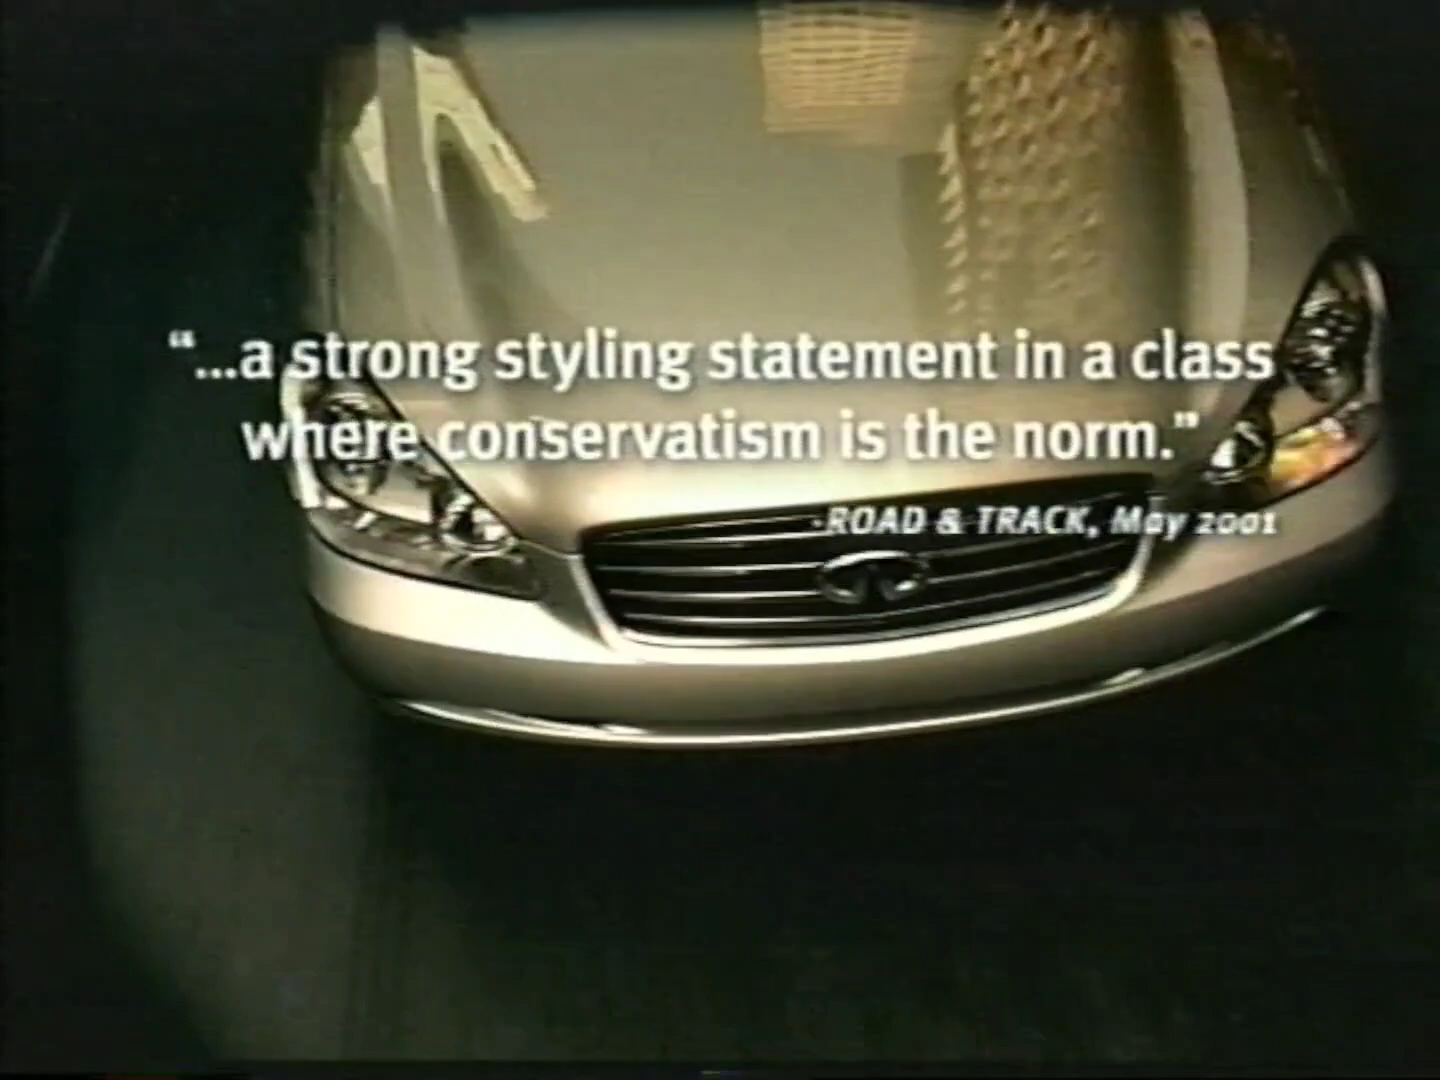 “...a strong styling statement in a class
where conservatism is the norm.”
-ROAD & TRACK, May 2001